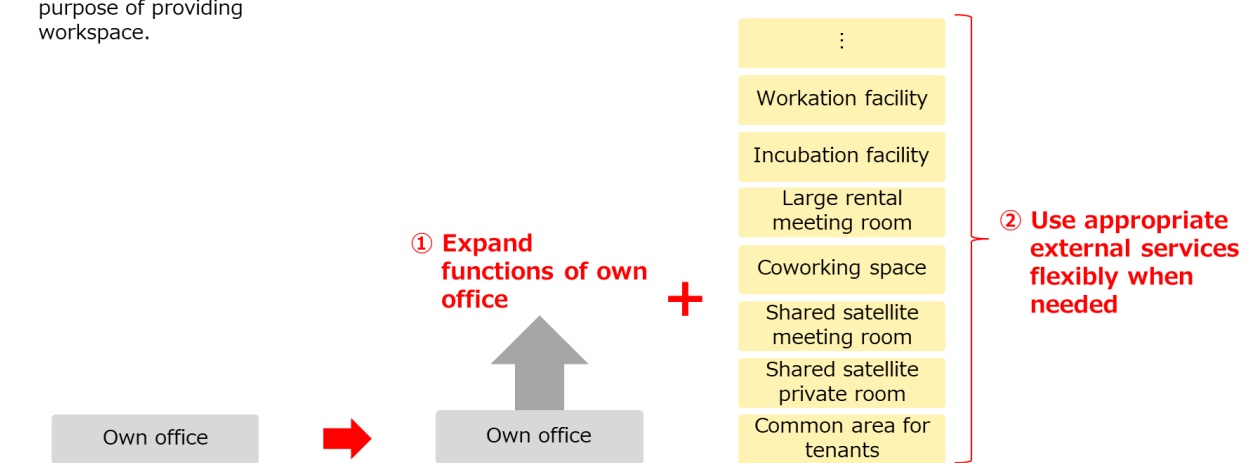 purpose of providing
workspace.
⋮
Workation facility
Incubation facility
Large rental
meeting room
Coworking space
Shared satellite
meeting room
Shared satellite
private room
Common area for
tenants
① Expand
functions of own
office
+
② Use appropriate
external services
flexibly when
needed
Own office
Own office